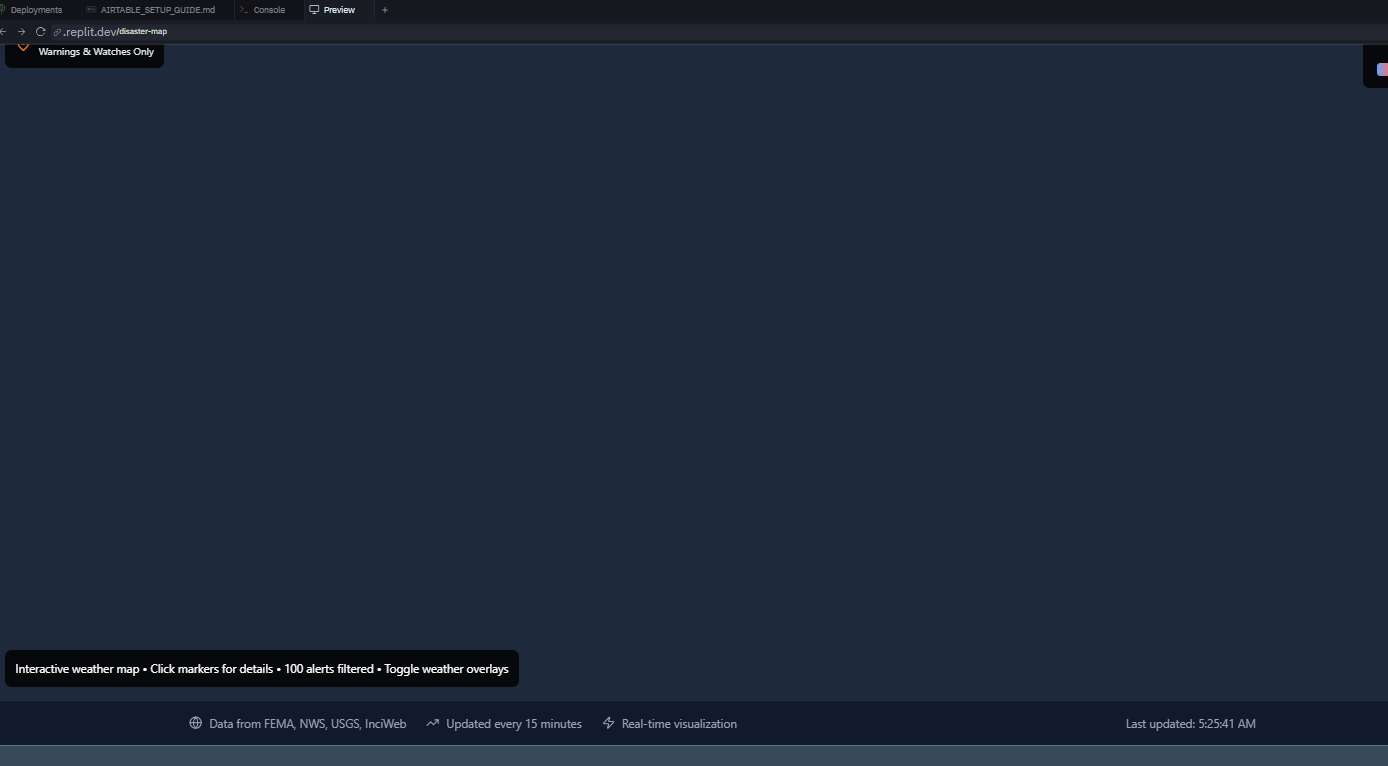 Deployments AIRTABLE_SETUP_GUIDE.md Console Preview +
.replit.dev/disaster-map
Warnings & Watches Only
Interactive weather map • Click markers for details • 100 alerts filtered • Toggle weather overlays
Data from FEMA, NWS, USGS, InciWeb Updated every 15 minutes Real-time visualization Last updated: 5:25:41 AM